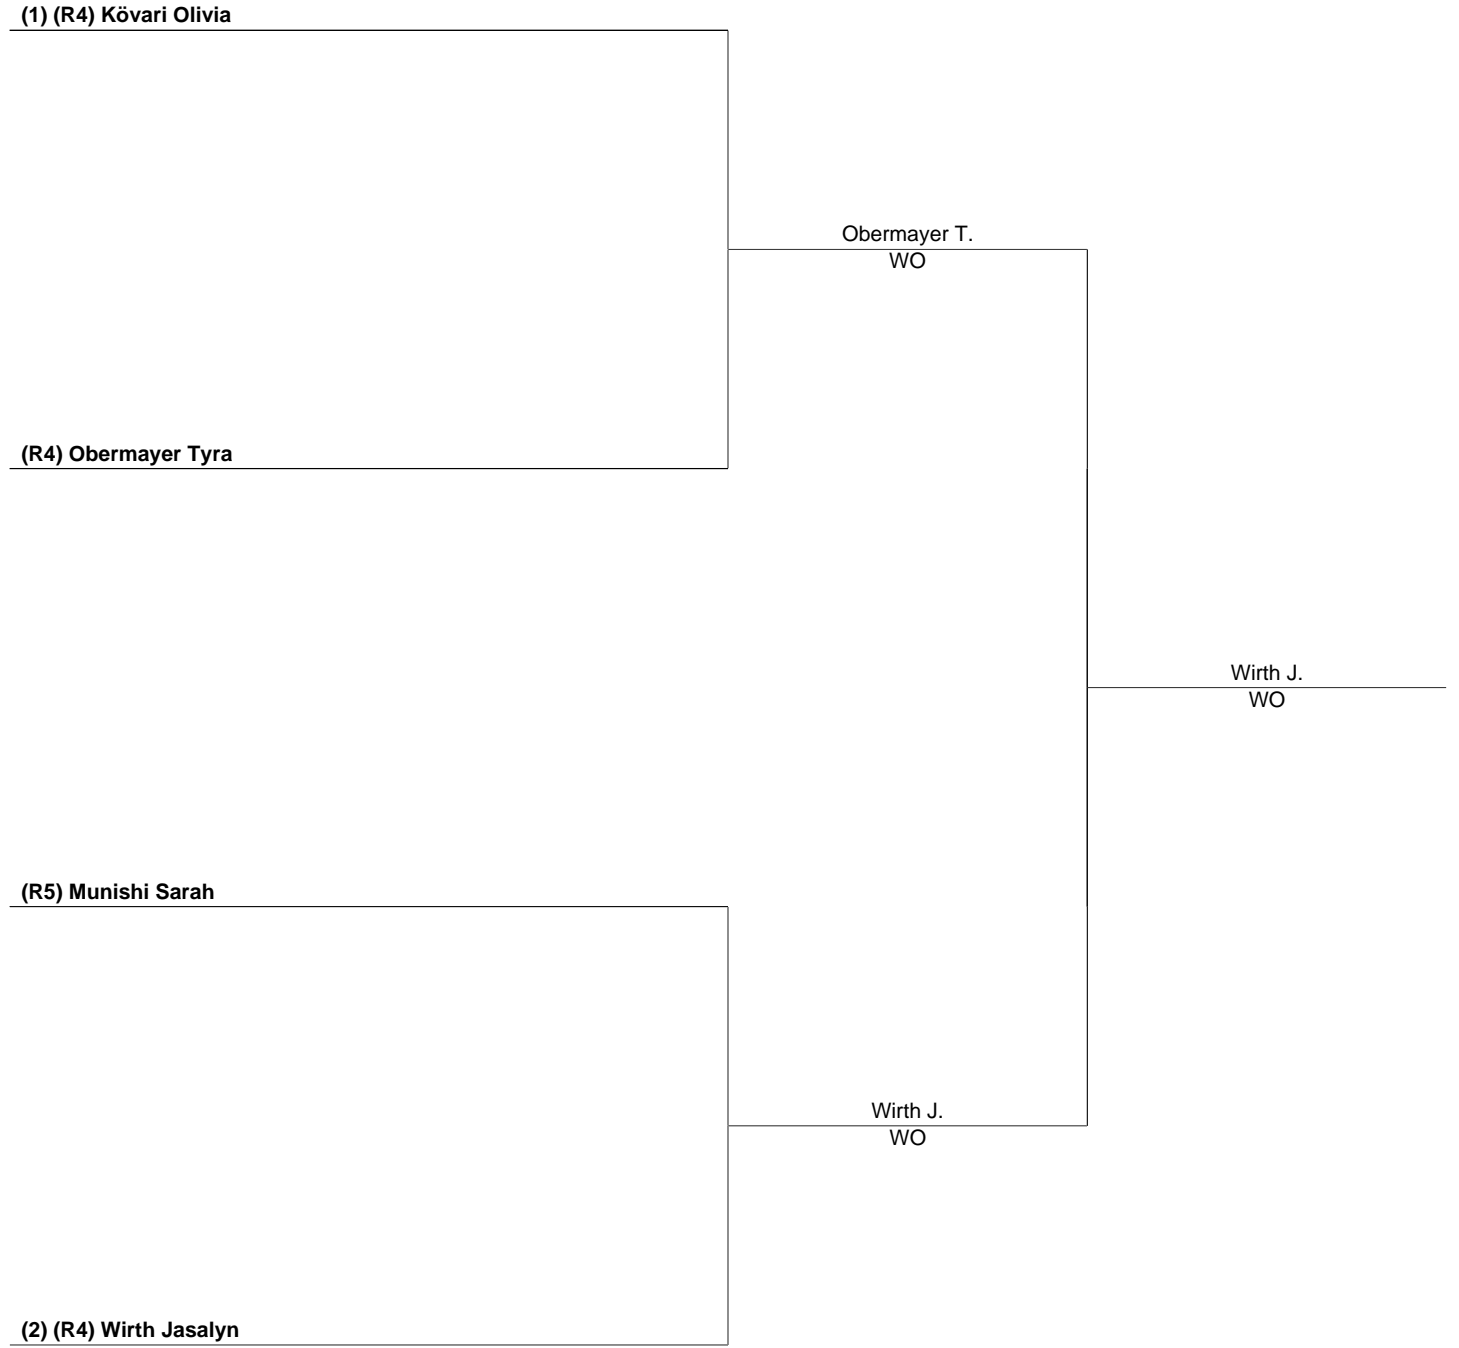 (1) (R4) Kövari Olivia
Obermayer T.
WO
(R4) Obermayer Tyra
Wirth J.
WO
(R5) Munishi Sarah
Wirth J.
WO
(2) (R4) Wirth Jasalyn